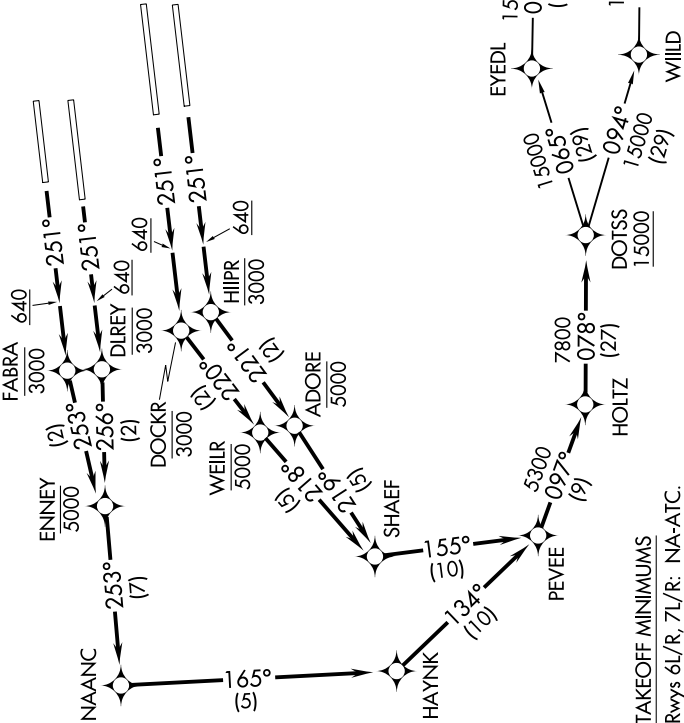 FABRA
3000
640
251°
251°
640
DLREY
3000
(2)
253°
256°
(2)
ENNEY
5000
253°
(7)
NAANC
165°
(5)
HAYNK
134°
(10)
251°
251°
640
640
DOCKR
3000
HIIPR
3000
(2)
220°
221°
(2)
WEILR
5000
ADORE
5000
(5)
218°
219°
(5)
SHAEF
155°
(10)
PEVEE
5300
097°
(9)
HOLTZ
7800
078°
(27)
DOTSS
15000
15000
065°
(29)
EYEDL
094°
15000
(29)
WIILD
TAKEOFF MINIMUMS
Rwys 6L/R, 7L/R: NA-ATC.